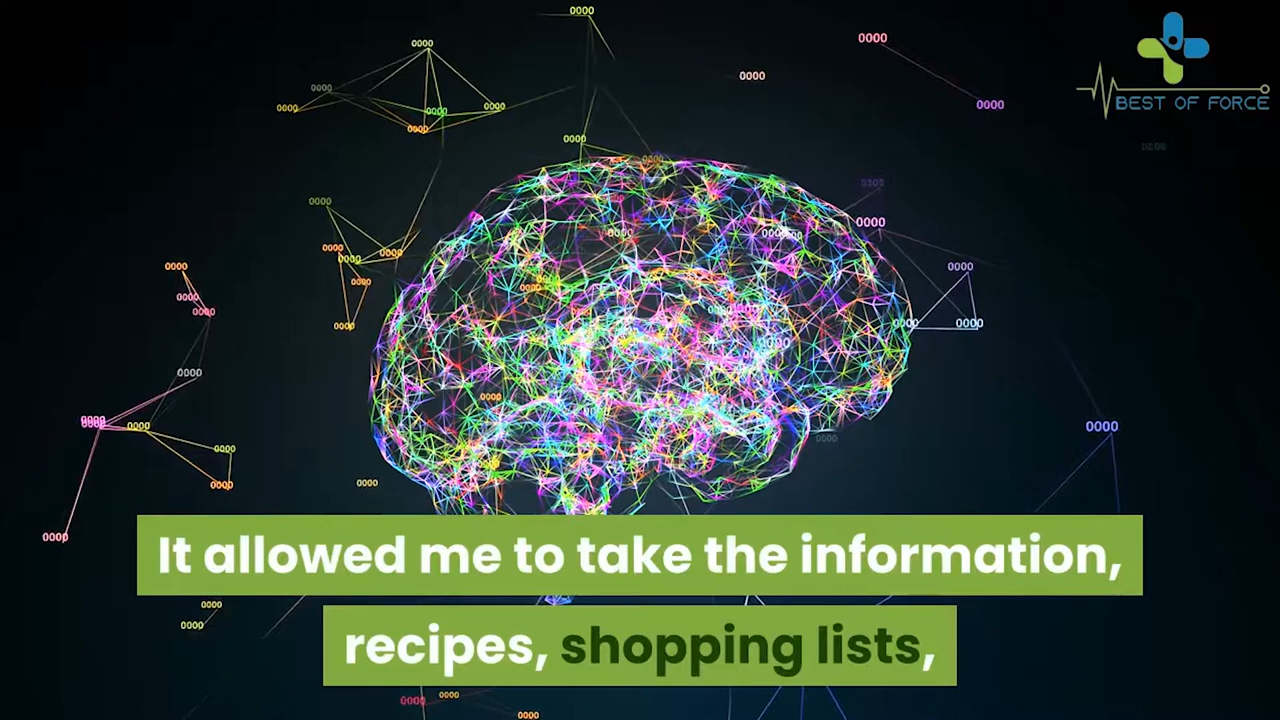 BEST OF FORCE
It allowed me to take the information,
recipes, shopping lists,